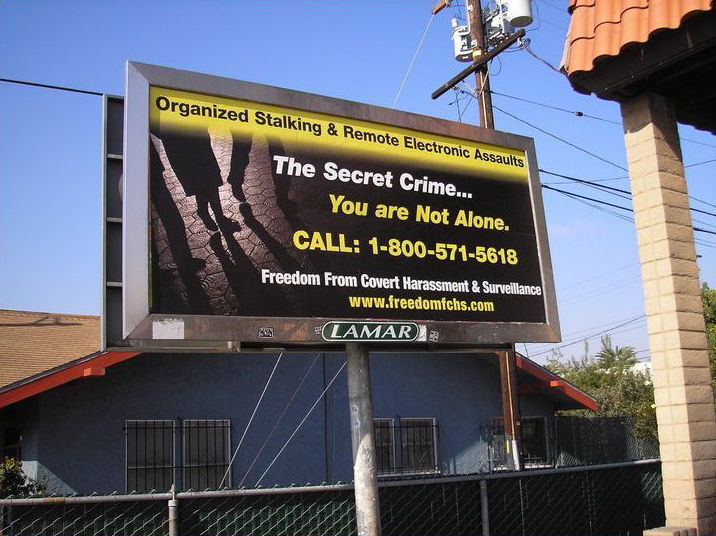 Organized Stalking & Remote Electronic Assaults
The Secret Crime...
You are Not Alone.
CALL: 1-800-571-5618
Freedom From Covert Harassment & Surveillance
www.freedomfchs.com
LAMAR